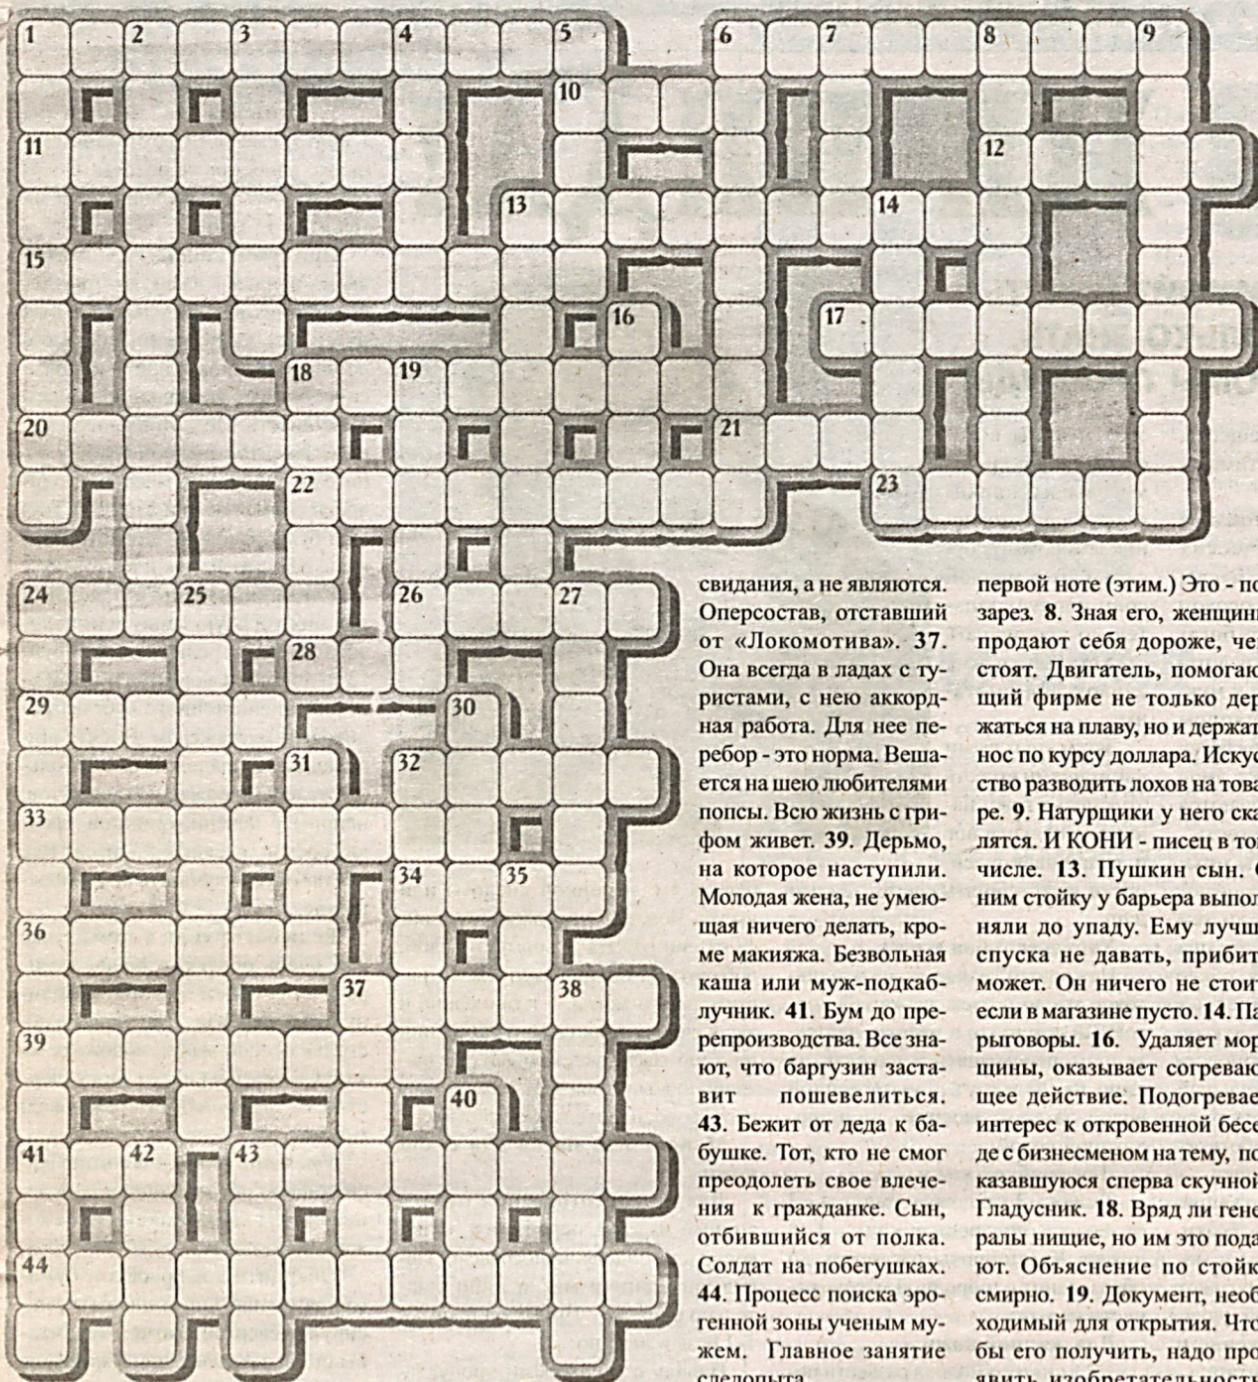 1 2 3 4 5 6 7 8 9
10
11 12
13 14
15
16 17
18 19
20 21
22 23
24 25 26 27
28
29 30
31 32
33
34 35
36
37 38
39
40
41 42 43
44
свидания, а не являются.
Оперсостав, отставший
от «Локомотива». 37.
Она всегда в ладах с ту-
ристами, с нею аккорд-
ная работа. Для нее пе-
ребор - это норма. Веша-
ется на шею любителями
попсы. Всю жизнь с гри-
фом живет. 39. Дерьмо,
на которое наступили.
Молодая жена, не умею-
щая ничего делать, кро-
ме макияжа. Безвольная
каша или муж-подкаб-
лучник. 41. Бум до пре-
репроизводства. Все зна-
ют, что баргузин заста-
вит пошевелиться.
43. Бежит от деда к ба-
бушке. Тот, кто не смог
преодолеть свое влече-
ния к гражданке. Сын,
отбившийся от полка.
Солдат на побегушках.
44. Процесс поиска эро-
генной зоны ученым му-
жем. Главное занятие
следопыта
первой ноте (этим.) Это - по
зарез. 8. Зная его, женщин
продают себя дороже, че
стоят. Двигатель, помогаю
щий фирме не только дер
жаться на плаву, но и держат
нос по курсу доллара. Искус
ство разводить лохов на това
ре. 9. Натурщики у него ска
лятся. И КОНИ - писец в то
числе. 13. Пушкин сын.
ним стойку у барьера выпол
няли до упаду. Ему лучш
спуска не давать, прибит
может. Он ничего не стоит
если в магазине пусто. 14. Па
рыговоры. 16. Удаляет мор
щины, оказывает согреваю
щее действие. Подогревае
интерес к откровенной бесе
де с бизнесменом на тему, по
казавшуюся сперва скучной
Гладусник. 18. Вряд ли гене
ралы нищие, но им это пода
ют. Объяснение по стойк
смирно. 19. Документ, необ
ходимый для открытия. Что
бы его получить, надо про
явить изобретательност